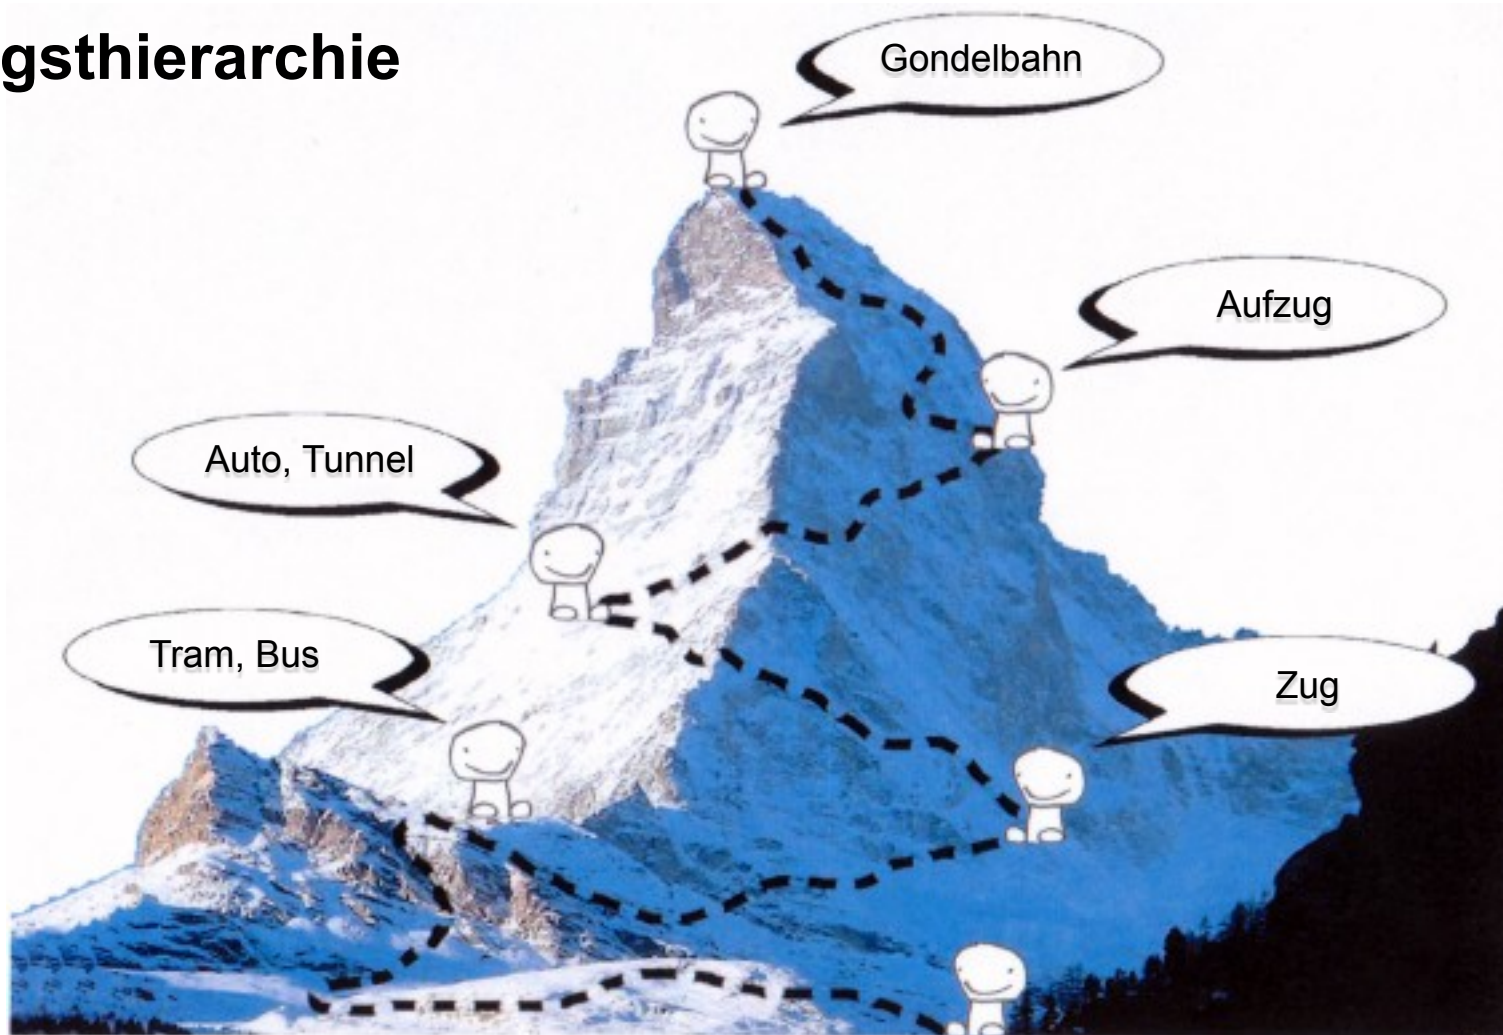 gsthierarchie
Gondelbahn
Aufzug
Auto, Tunnel
Tram, Bus
Zug